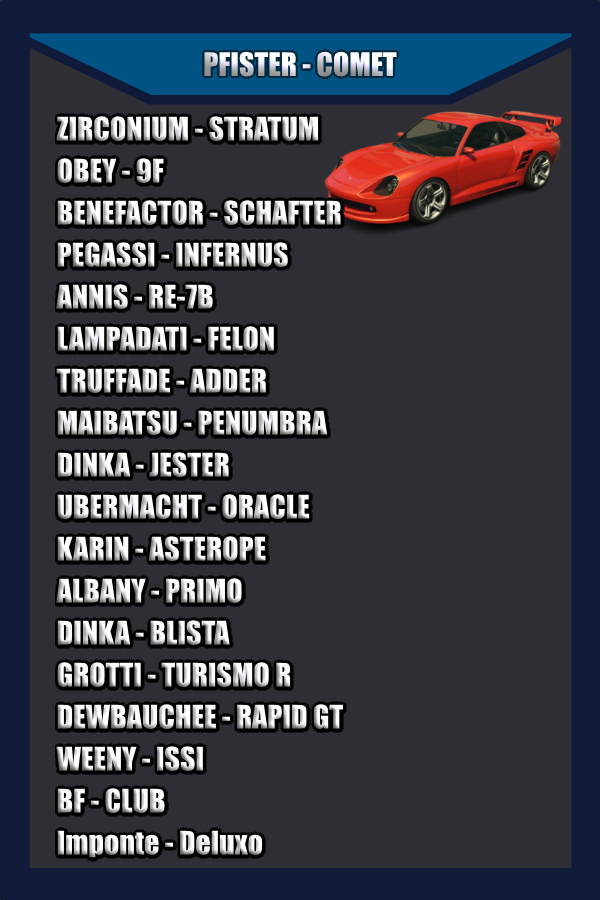 PFISTER - COMET
ZIRCONIUM - STRATUM
OBEY - 9F
BENEFACTOR - SCHAFTER
PEGASSI - INFERNUS
ANNIS - RE-7B
LAMPADATI - FELON
TRUFFADE - ADDER
MAIBATSU - PENUMBRA
DINKA - JESTER
UBERMACHT - ORACLE
KARIN - ASTEROPE
ALBANY - PRIMO
DINKA - BLISTA
GROTTI - TURISMO R
DEWBAUCHEE - RAPID GT
WEENY - ISSI
BF - CLUB
Imponte - Deluxo